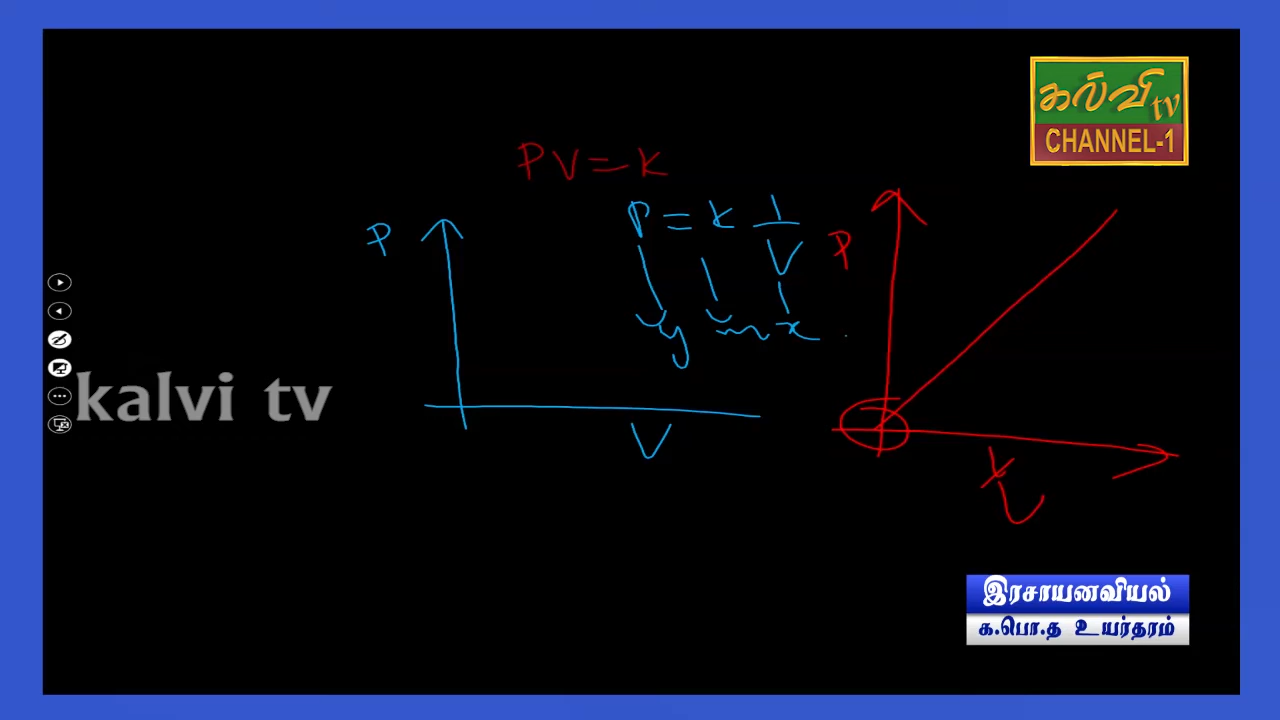 கல்வி tv
CHANNEL-1
PV = K
P = K 1/V
P
P
y m x
kalvi tv
V
1/V
இரசாயனவியல்
க.பொ.த உயர்தரம்